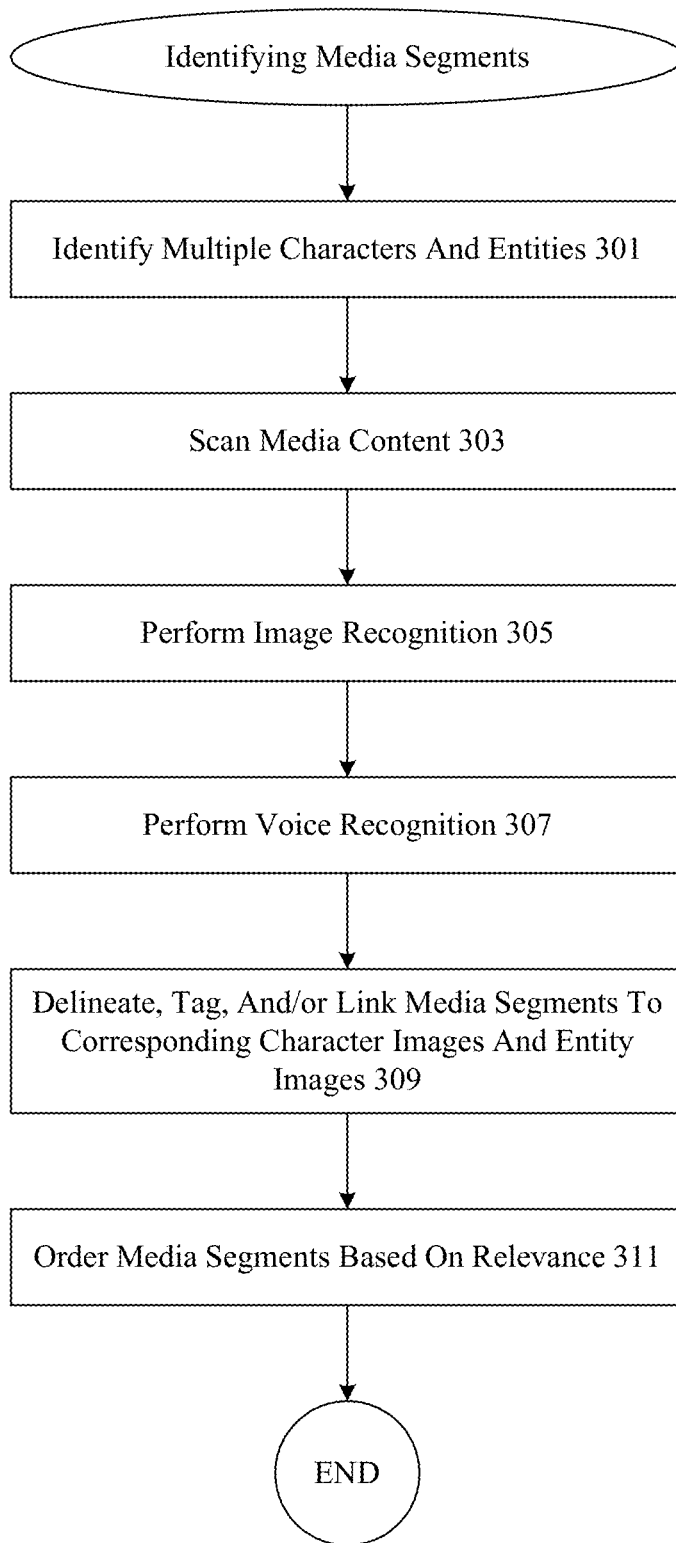 Identifying Media Segments
Identify Multiple Characters And Entities 301
Scan Media Content 303
Perform Image Recognition 305
Perform Voice Recognition 307
Delineate, Tag, And/or Link Media Segments To
Corresponding Character Images And Entity
Images 309
Order Media Segments Based On Relevance 311
END